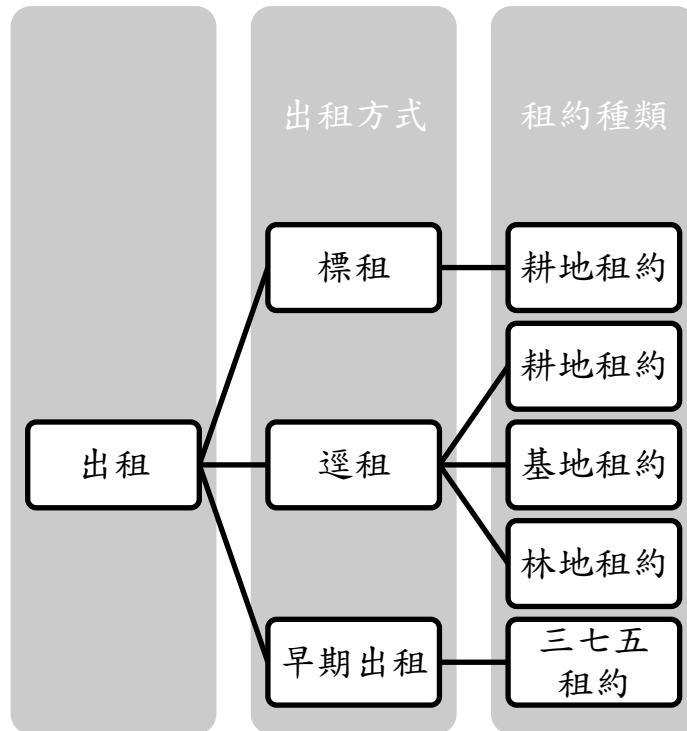 出租方式
租約種類
標租
耕地租約
耕地租約
出租
逕租
基地租約
林地租約
早期出租
三七五
租約